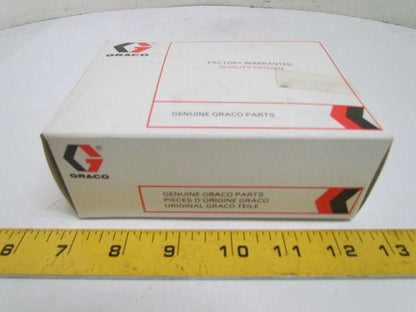 GRACO
FACTORY WARRANTED
QUALITY PROVEN
GENUINE GRACO PARTS
®
GRACO
GENUINE GRACO PARTS
PIECES D'ORIGINE GRACO
ORIGINAL GRACO TEILE
6 7 8 9 10 11 12 13